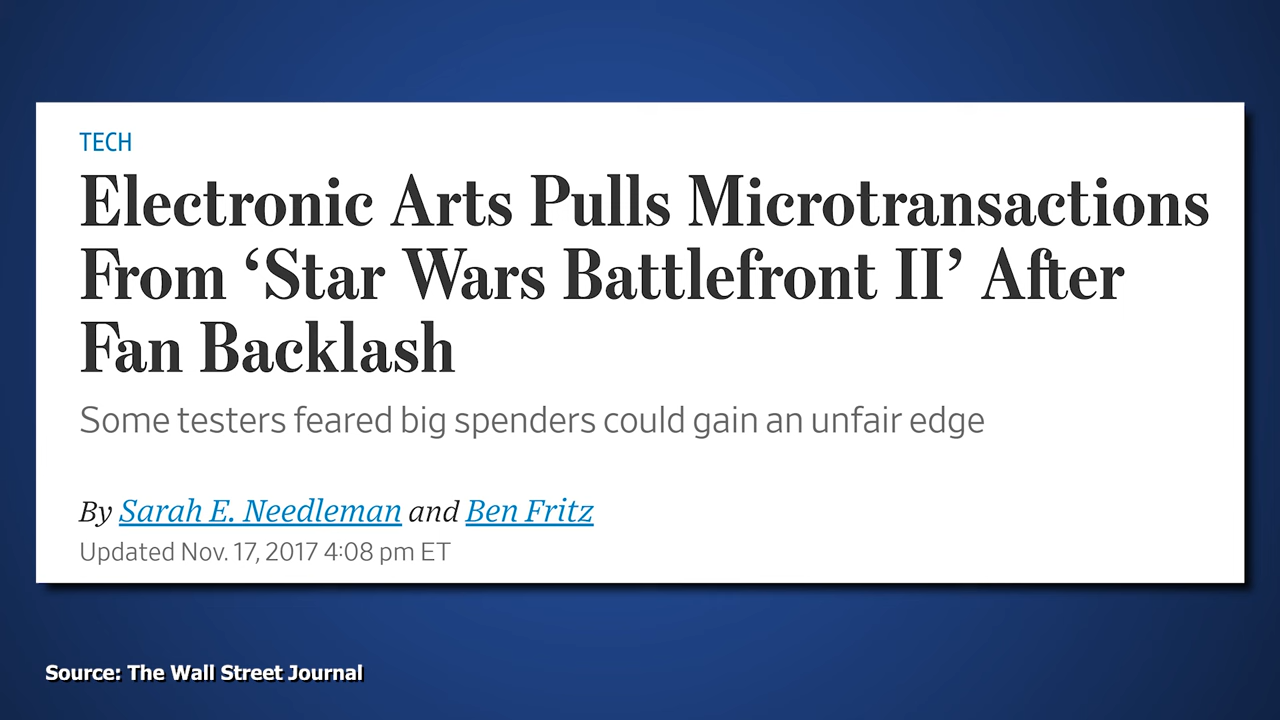 TECH
Electronic Arts Pulls Microtransactions
From ‘Star Wars Battlefront II’ After
Fan Backlash
Some testers feared big spenders could gain an unfair edge
By Sarah E. Needleman and Ben Fritz
Updated Nov. 17, 2017 4:08 pm ET
Source: The Wall Street Journal